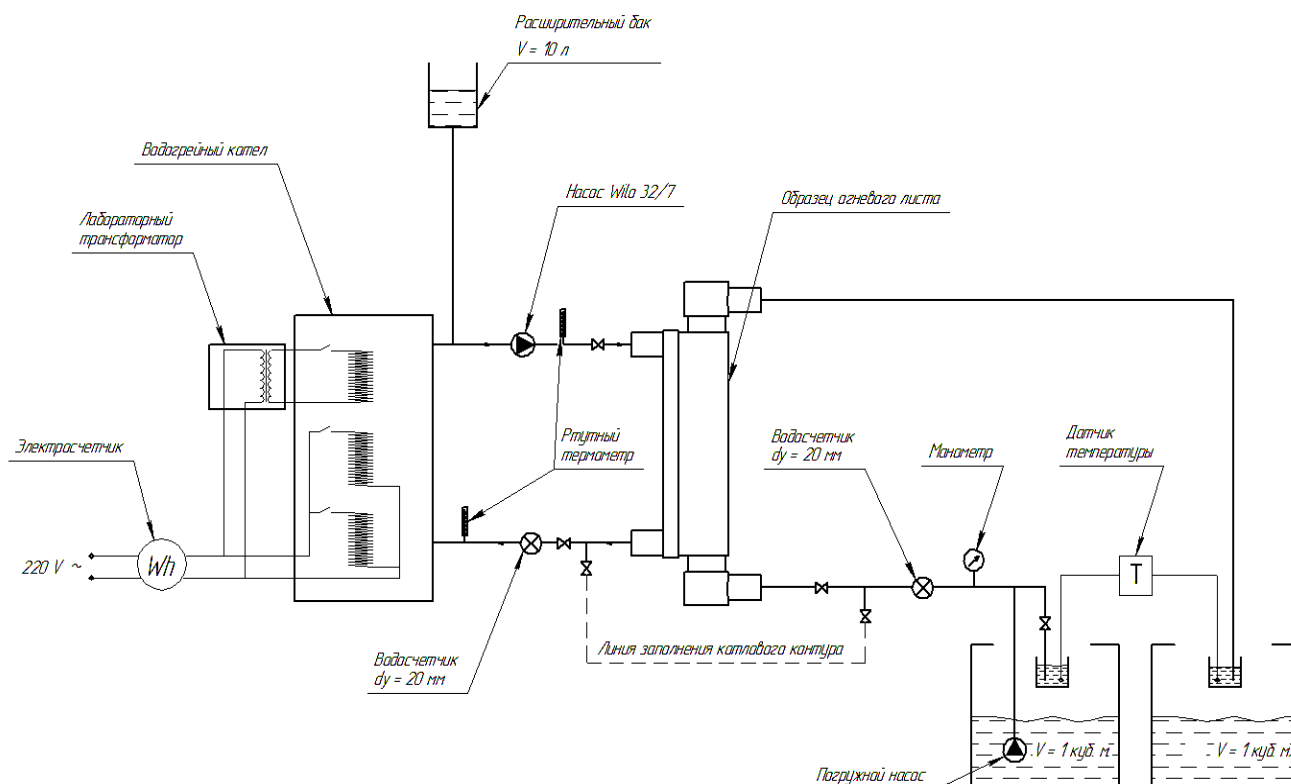 Расширительный бак
V = 10 л
Водогрейный котел
Насос Wilo 32/7
Образец огневого листа
Лабораторный
трансформатор
Электросчетчик
Ртутный
термометр
Водосчетчик
dу = 20 мм
Манометр
Датчик
температуры
220 V ~
Wh
T
Линия заполнения котлового контура
Водосчетчик
dу = 20 мм
V = 1 куб. м
V = 1 куб. м
Погружной насос